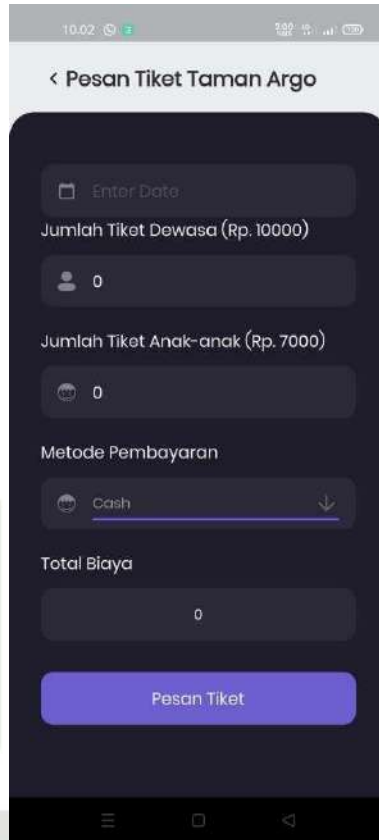 10.02
< Pesan Tiket Taman Argo
Enter Date
Jumlah Tiket Dewasa (Rp. 10000)
0
Jumlah Tiket Anak-anak (Rp. 7000)
0
Metode Pembayaran
Cash
Total Biaya
0
Pesan Tiket